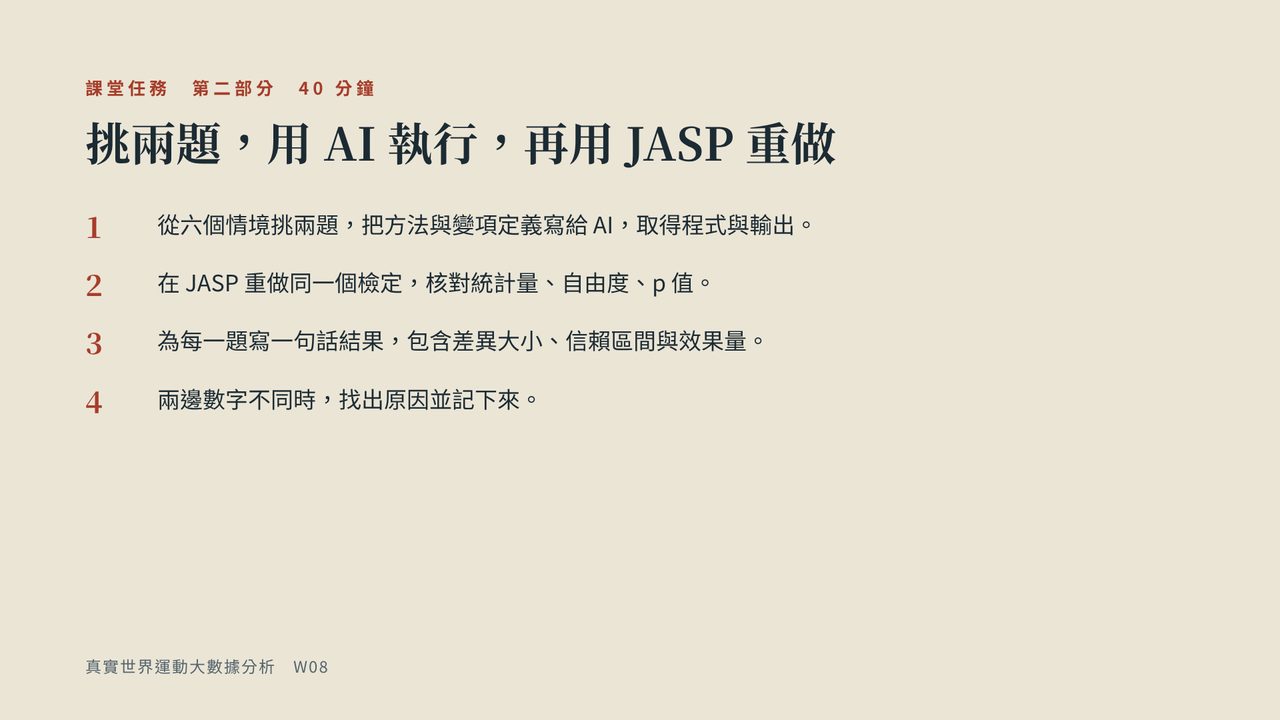 課堂任務　第二部分　40 分鐘
挑兩題，用 AI 執行，再用 JASP 重做
1 從六個情境挑兩題，把方法與變項定義寫給 AI，取得程式與輸出。
2 在 JASP 重做同一個檢定，核對統計量、自由度、p 值。
3 為每一題寫一句話結果，包含差異大小、信賴區間與效果量。
4 兩邊數字不同時，找出原因並記下來。
真實世界運動大數據分析　W08